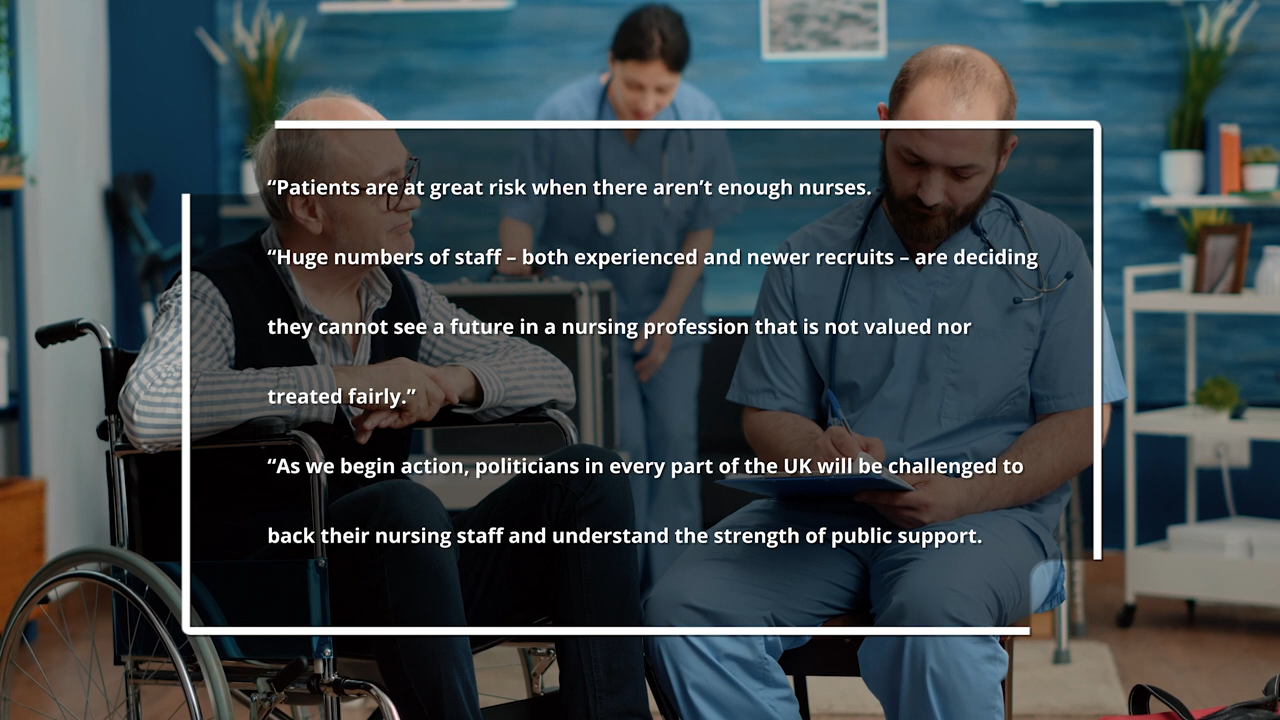 “Patients are at great risk when there aren’t enough nurses.
“Huge numbers of staff – both experienced and newer recruits – are deciding
they cannot see a future in a nursing profession that is not valued nor
treated fairly.”
“As we begin action, politicians in every part of the UK will be challenged to
back their nursing staff and understand the strength of public support.